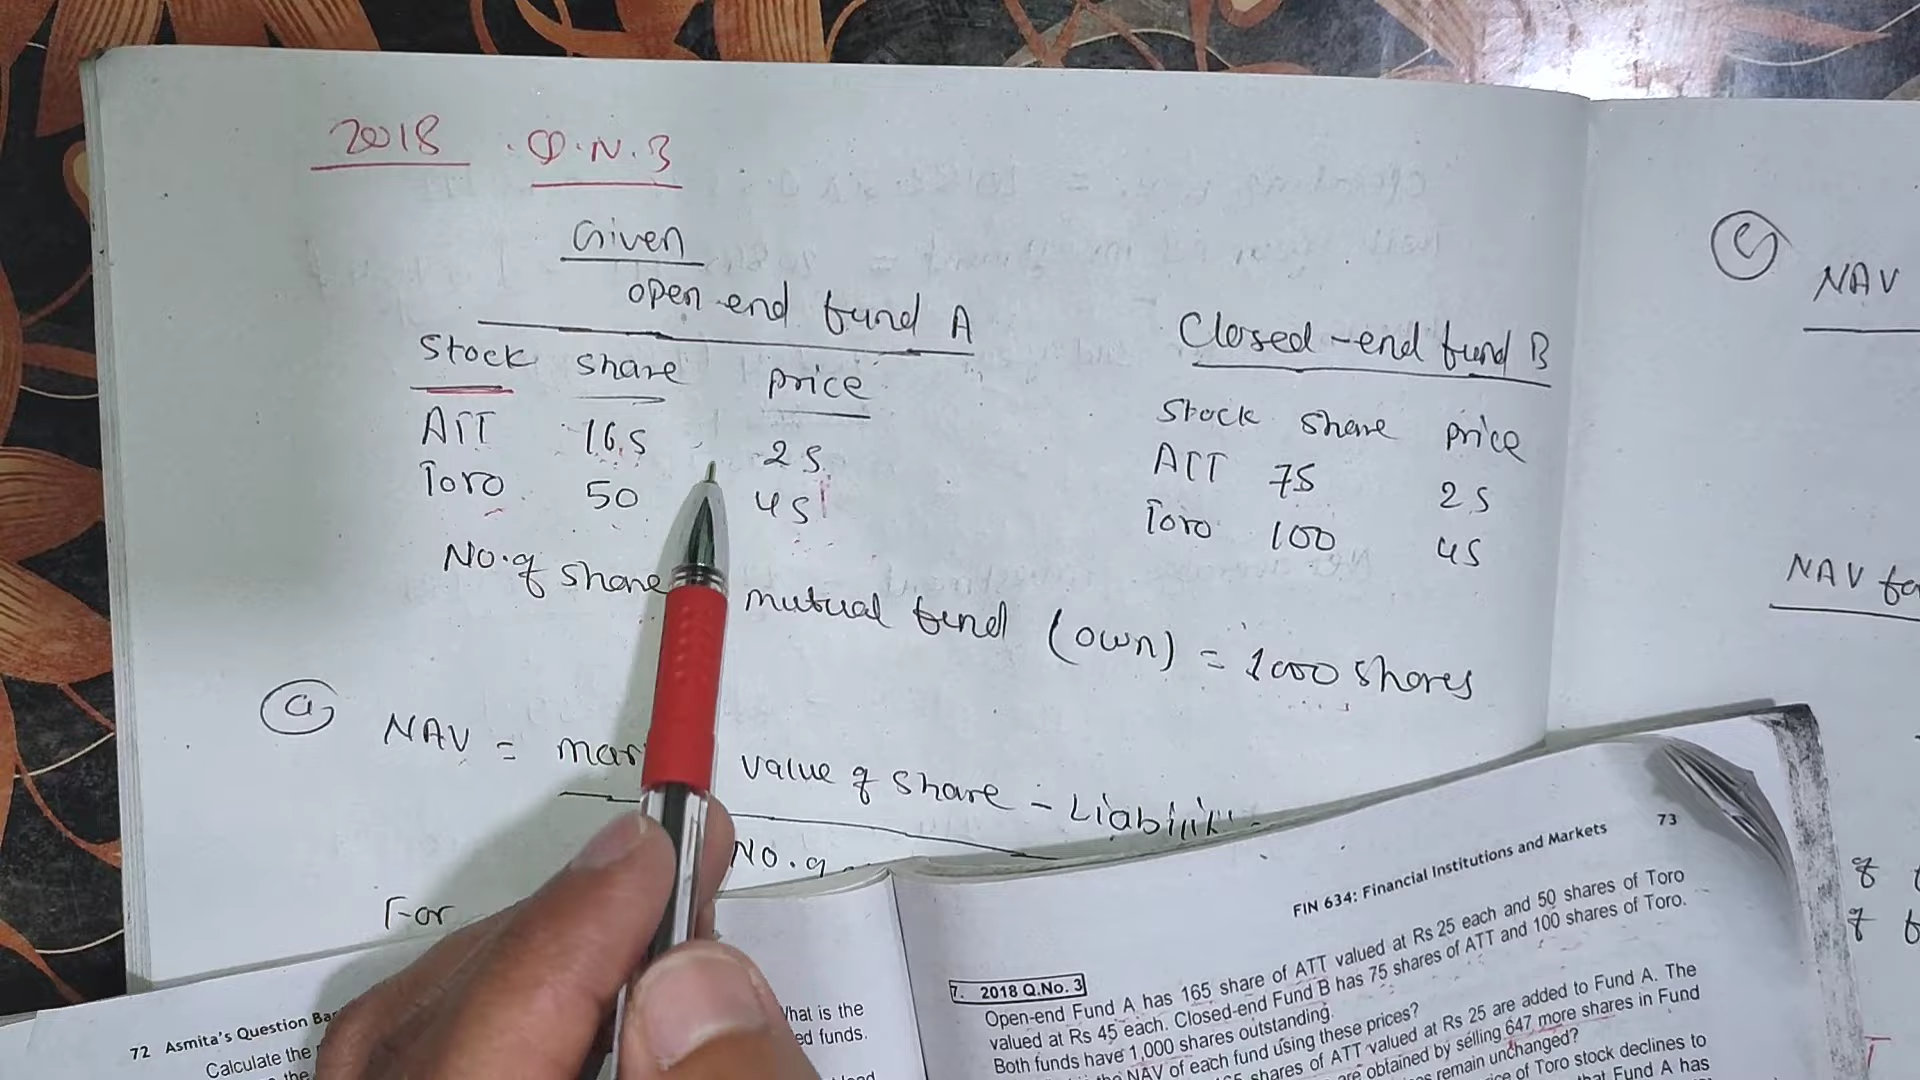 2018 Q.N.3
Given
open-end fund A
Stock share price
ATT 165 25
Toro 50 45
Closed-end fund B
Stock share price
ATT 75 25
Toro 100 45
No. of share mutual fund (own) = 1000 shares
(a) NAV = value of share - Liabilit
No. of
For
(c) NAV
NAV fo
72 Asmita's Question Ba
Calculate the
the
What is the
ed funds.
FIN 634: Financial Institutions and Markets 73
7. 2018 Q.No. 3
Open-end Fund A has 165 share of ATT valued at Rs 25 each and 50 shares of Toro
valued at Rs 45 each. Closed-end Fund B has 75 shares of ATT and 100 shares of Toro.
Both funds have 1,000 shares outstanding.
the NAV of each fund using these prices?
shares of ATT valued at Rs 25 are added to Fund A. The
are obtained by selling 647 more shares in Fund
remain unchanged?
of Toro stock declines to
that Fund A has